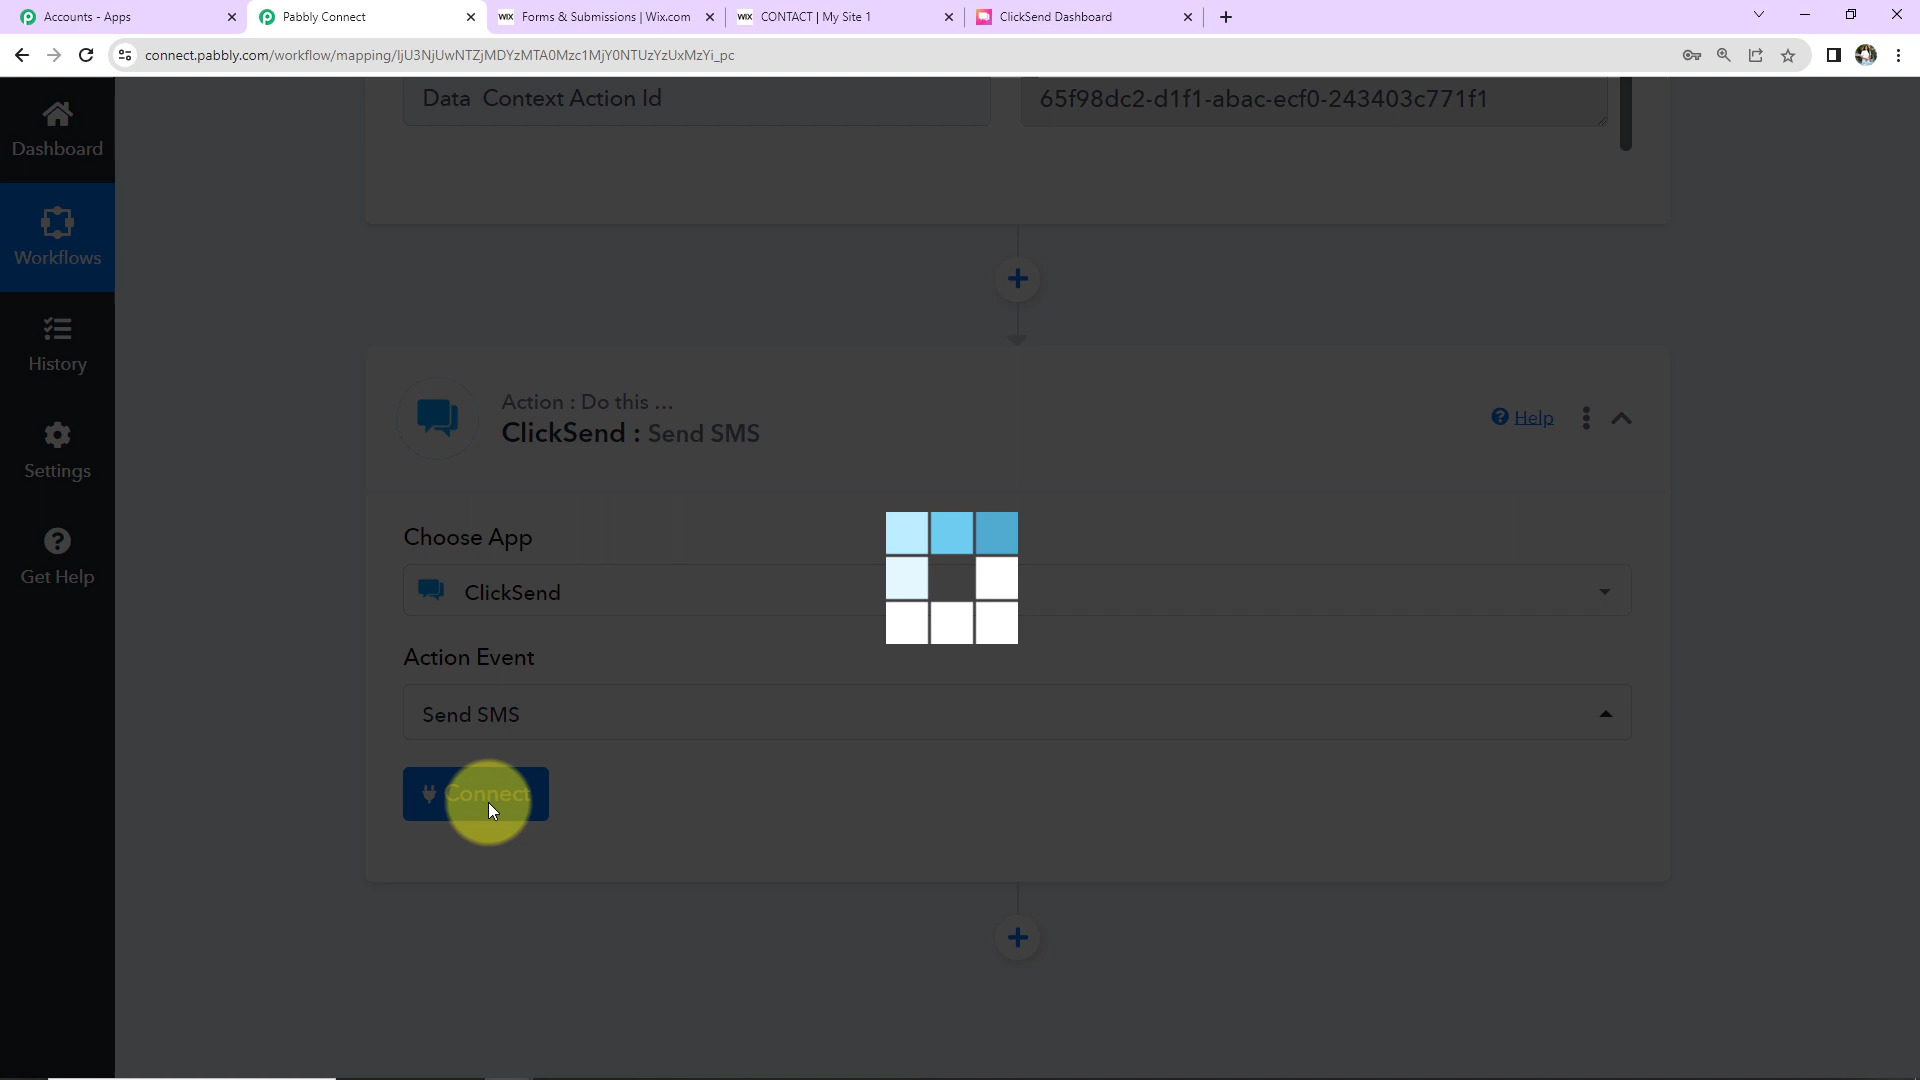 Accounts - Apps
Pabbly Connect
WIX Forms & Submissions | Wix.com
WIX CONTACT | My Site 1
ClickSend Dashboard
connect.pabbly.com/workflow/mapping/IjU3NjUwNTZjMDYzMTA0Mzc1MjY0NTUzYzUxMzYi_pc
Dashboard
Workflows
History
Settings
Get Help
Data Context Action Id
65f98dc2-d1f1-abac-ecf0-243403c771f1
Action : Do this ...
ClickSend : Send SMS
Help
Choose App
ClickSend
Action Event
Send SMS
Connect